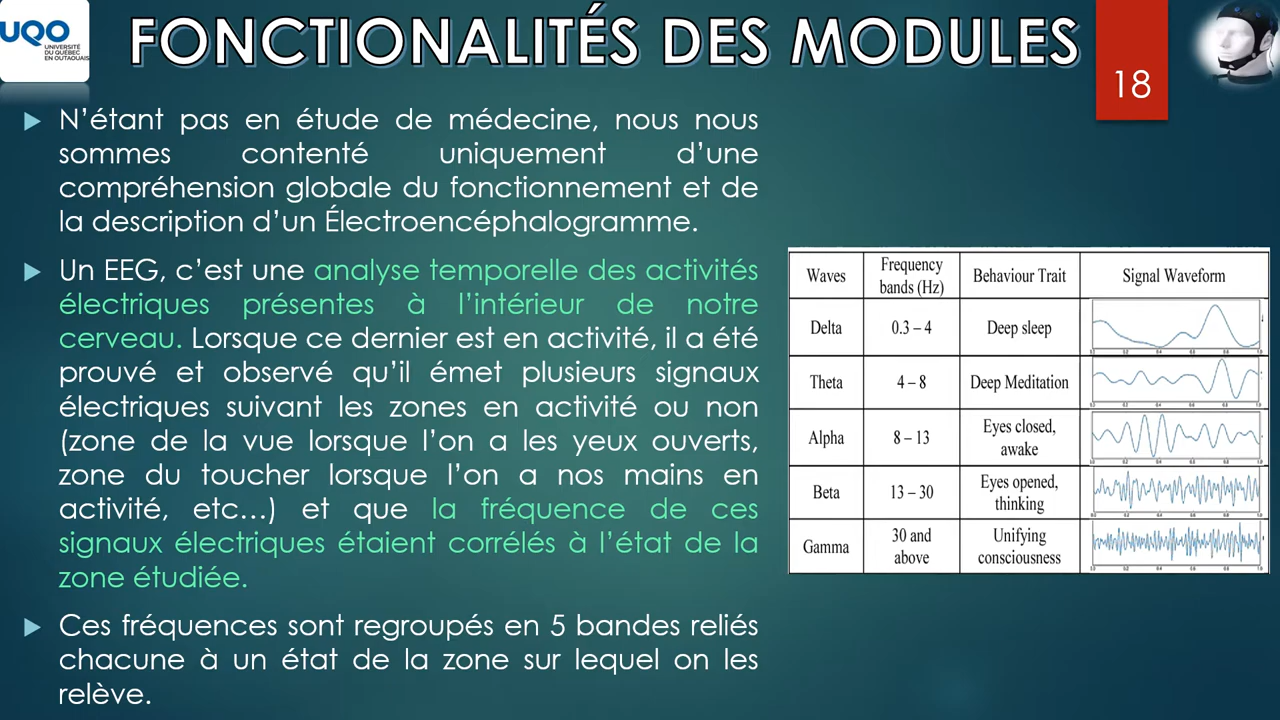 UQO
UNIVERSITÉ
DU QUÉBEC
EN OUTAOUAIS
FONCTIONALITÉS DES MODULES
18
N'étant pas en étude de médecine, nous nous
sommes contenté uniquement d'une
compréhension globale du fonctionnement et de
la description d'un Électroencéphalogramme.
Un EEG, c'est une analyse temporelle des activités
électriques présentes à l'intérieur de notre
cerveau. Lorsque ce dernier est en activité, il a été
prouvé et observé qu'il émet plusieurs signaux
électriques suivant les zones en activité ou non
(zone de la vue lorsque l'on a les yeux ouverts,
zone du toucher lorsque l'on a nos mains en
activité, etc…) et que la fréquence de ces
signaux électriques étaient corrélés à l'état de la
zone étudiée.
Ces fréquences sont regroupés en 5 bandes reliés
chacune à un état de la zone sur lequel on les
relève.
Waves Frequency bands (Hz) Behaviour Trait Signal Waveform
Delta 0.3 – 4 Deep sleep
Theta 4 – 8 Deep Meditation
Alpha 8 – 13 Eyes closed, awake
Beta 13 – 30 Eyes opened, thinking
Gamma 30 and above Unifying consciousness